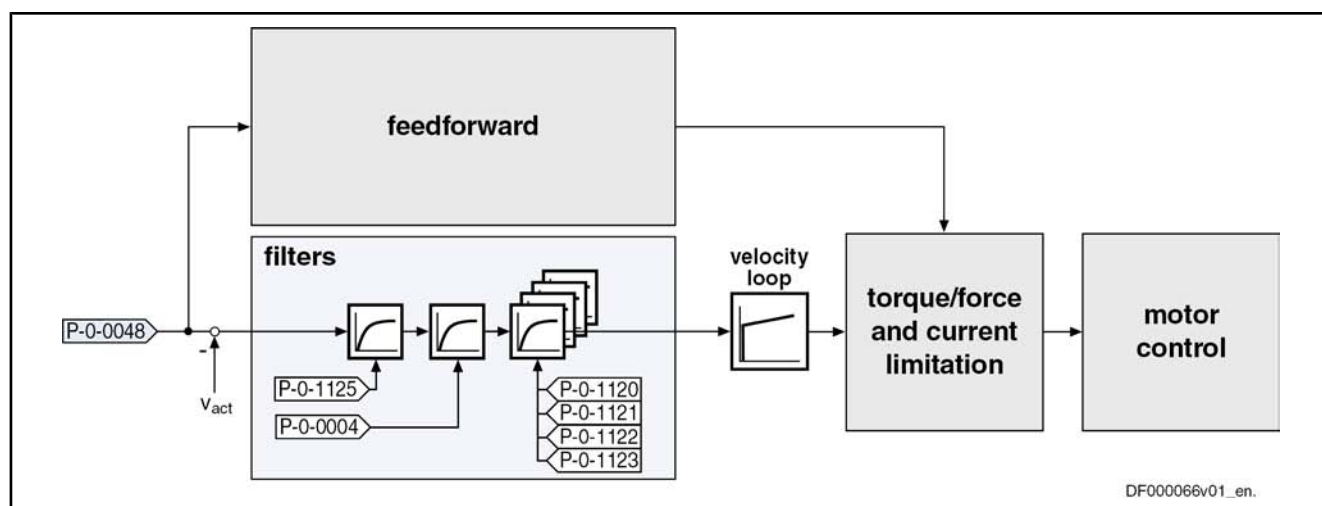 feedforward
filters
velocity
loop
P-0-0048
-
torque/force
and current
limitation
motor
control
P-0-1125
v_act
P-0-0004
P-0-1120
P-0-1121
P-0-1122
P-0-1123
DF000066v01_en.